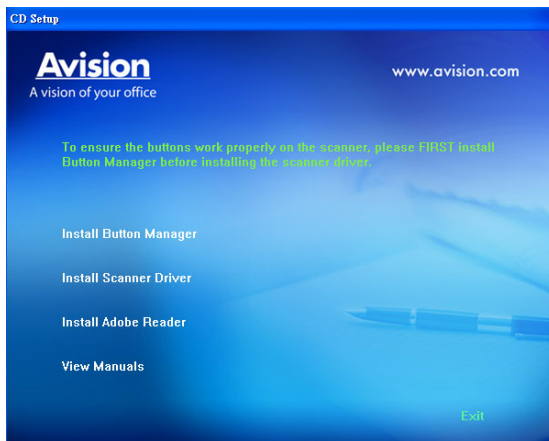 CD Setup
Avision
www.avision.com
A vision of your office
To ensure the buttons work properly on the scanner, please FIRST install
Button Manager before installing the scanner driver.
Install Button Manager
Install Scanner Driver
Install Adobe Reader
View Manuals
Exit